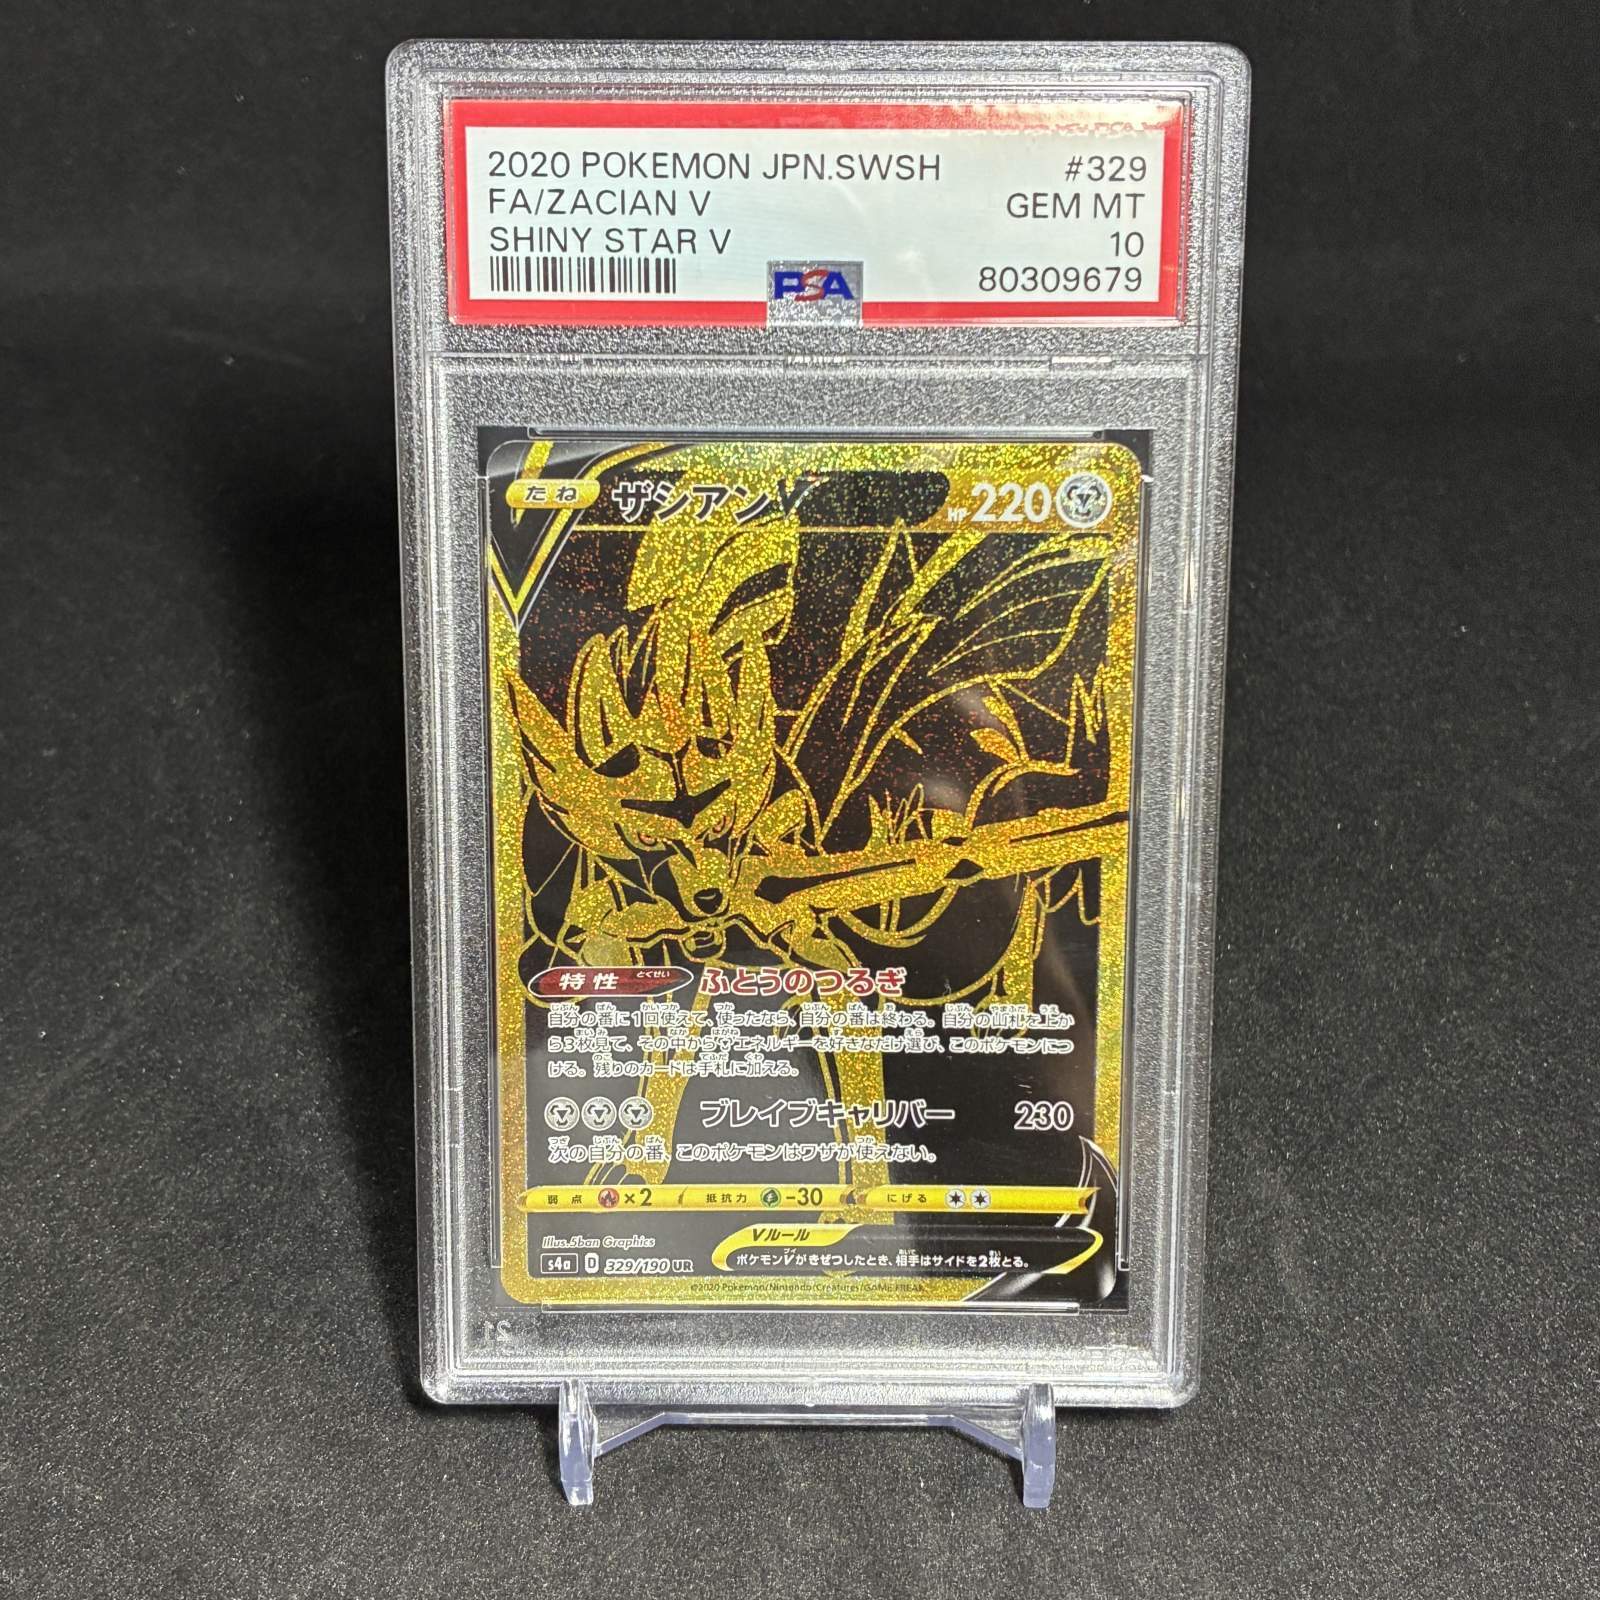 2020 POKEMON JPN.SWSH #329
FA/ZACIAN V GEM MT
SHINY STAR V 10
PSA 80309679
たね ザシアンV HP 220
特性 とくせい ふとうのつるぎ
自分の番に1回使えて、使ったなら、自分の番は終わる。自分の山札を上か
ら3枚見て、その中からエネルギーを好きなだけ選び、このポケモンにつ
ける。残りのカードは手札に加える。
ブレイブキャリバー 230
次の自分の番、このポケモンはワザが使えない。
弱点 ×2 抵抗力 -30 にげる
Illus.5ban Graphics Vルール
s4a D 329/190 UR ポケモンVがきぜつしたとき、相手はサイドを2枚とる。
©2020 Pokémon/Nintendo/Creatures/GAME FREAK